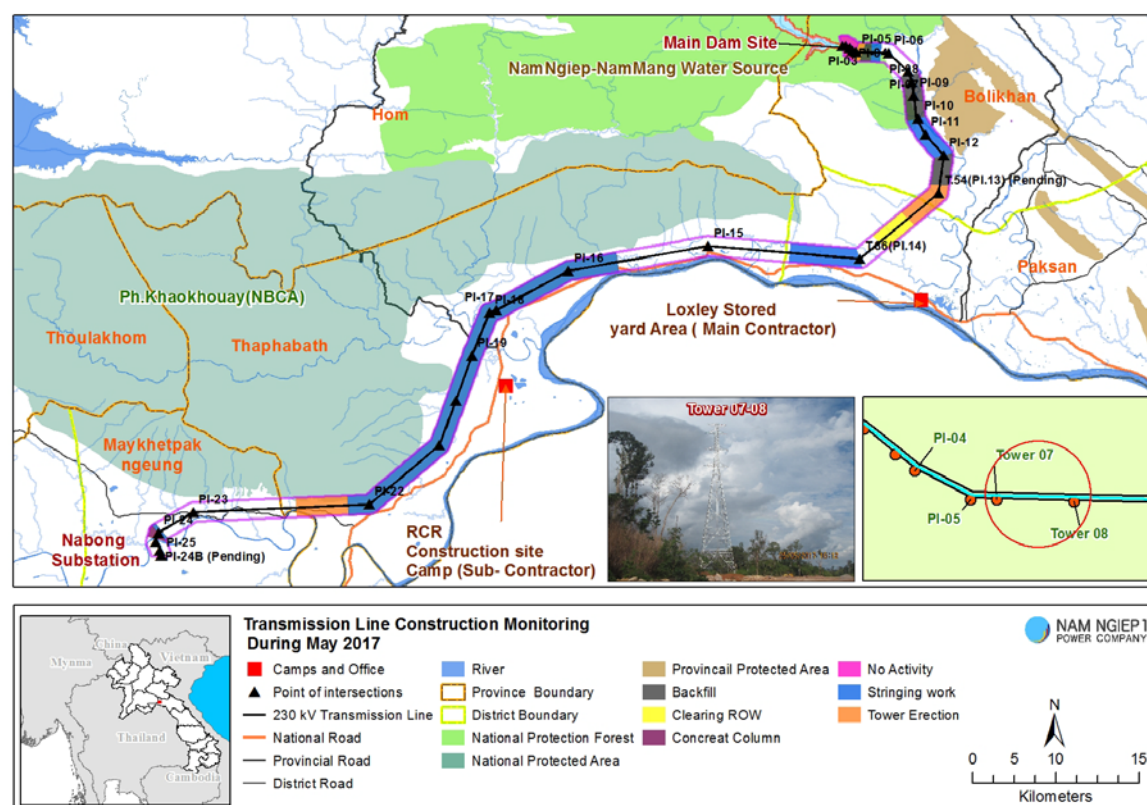 PI-05
PI-06
Main Dam Site
PI-03
NamNgiep-NamMang Water Source
PI-08
PI-09
Bolikhan
Hom
PI-10
PI-11
PI-12
T.54(PI.13) (Pending)
PI-15
T.56(PI.14)
PI-16
Paksan
PI-17
PI-18
Ph.Khaokhouay(NBCA)
Loxley Stored
yard Area ( Main Contractor)
Thoulakhom
Thaphabath
PI-19
Tower 07-08
PI-04
Tower 07
Maykhetpak
ngeung
PI-05
Tower 08
PI-22
PI-23
PI-24
Nabong
Substation
PI-25
PI-24B (Pending)
RCR
Construction site
Camp (Sub- Contractor)
Transmission Line Construction Monitoring
During May 2017
NAM NGIEP1
POWER COMPANY
China
Vietnam
Mynma
Thailand
Cambodia
Camps and Office
Point of intersections
230 kV Transmission Line
National Road
Provincial Road
District Road
River
Province Boundary
District Boundary
National Protection Forest
National Protected Area
Provincail Protected Area
Backfill
Clearing ROW
Concreat Column
No Activity
Stringing work
Tower Erection
N
0 5 10 15
Kilometers